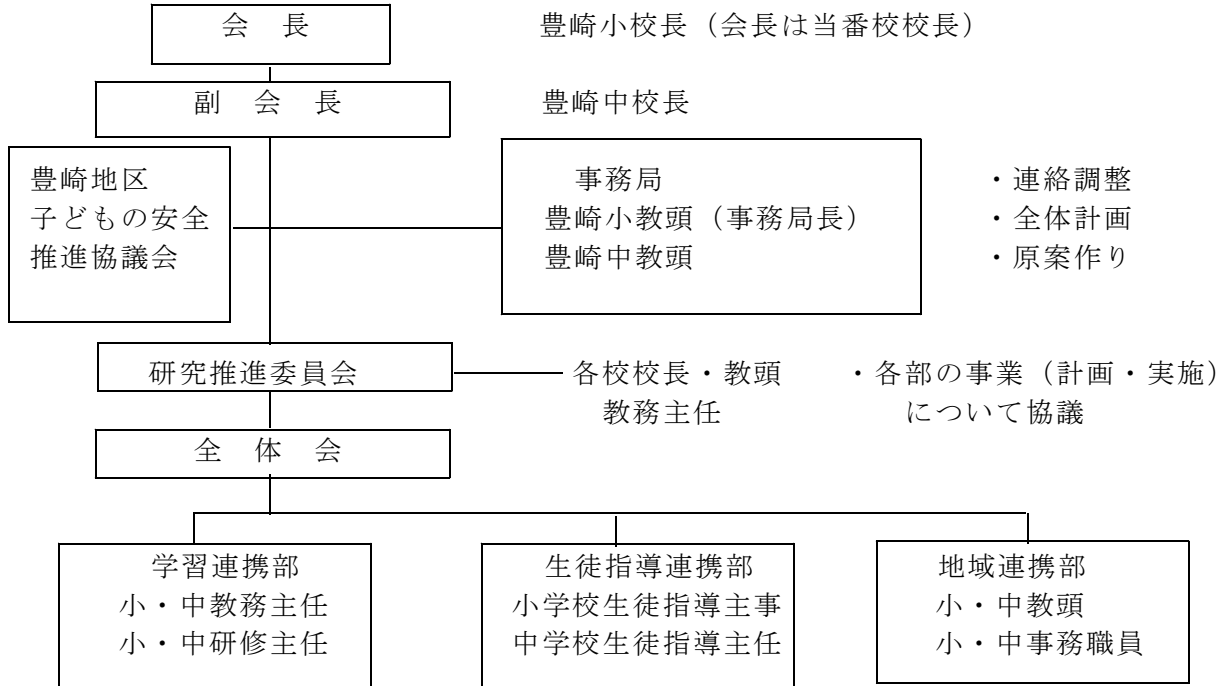 会　長
豊崎小校長（会長は当番校校長）
副　会　長
豊崎中校長
豊崎地区
子どもの安全
推進協議会
事務局
豊崎小教頭（事務局長）
豊崎中教頭
・連絡調整
・全体計画
・原案作り
研究推進委員会
各校校長・教頭
教務主任
・各部の事業（計画・実施）
について協議
全　体　会
学習連携部
小・中教務主任
小・中研修主任
生徒指導連携部
小学校生徒指導主事
中学校生徒指導主任
地域連携部
小・中教頭
小・中事務職員